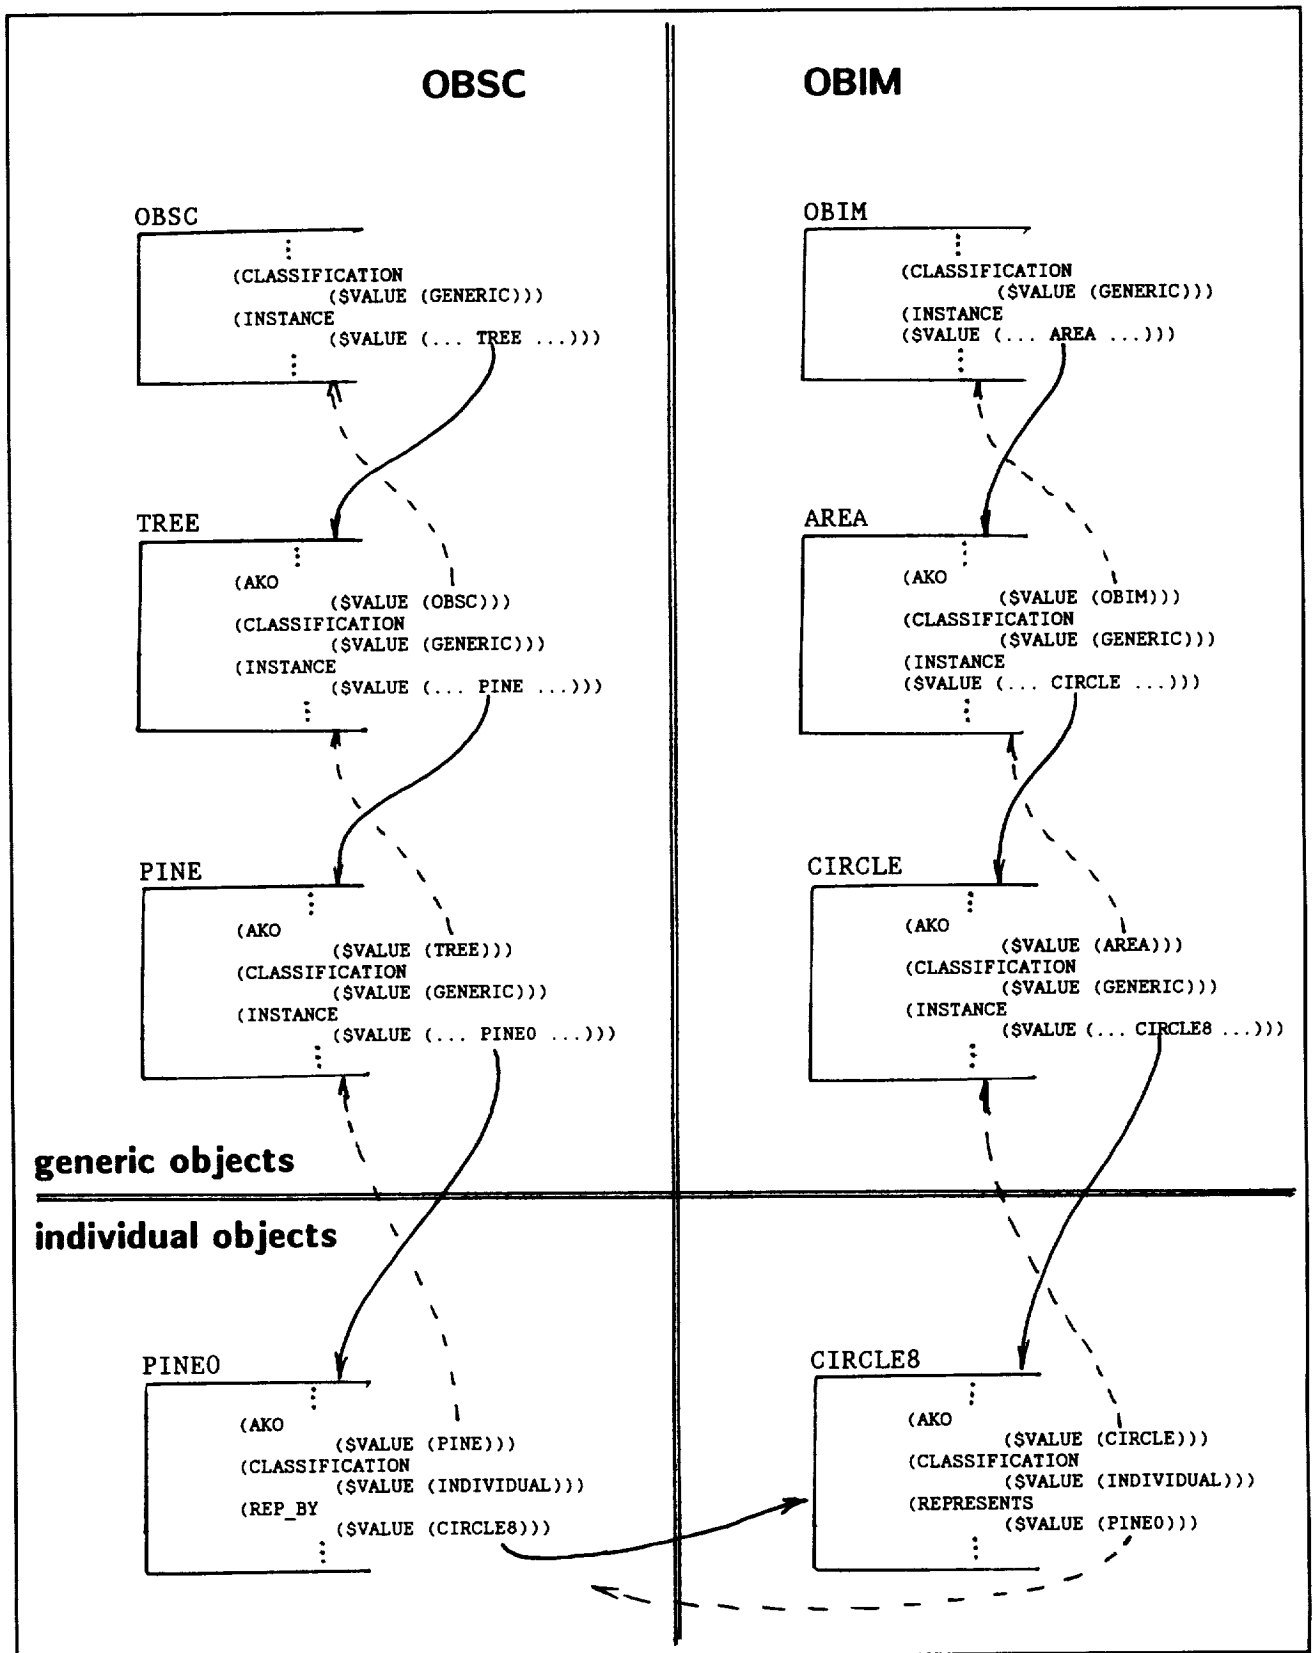 OBSC
OBSC
⋮
(CLASSIFICATION
($VALUE (GENERIC)))
(INSTANCE
($VALUE (... TREE ...)))
⋮
TREE
⋮
(AKO
($VALUE (OBSC)))
(CLASSIFICATION
($VALUE (GENERIC)))
(INSTANCE
($VALUE (... PINE ...)))
⋮
PINE
⋮
(AKO
($VALUE (TREE)))
(CLASSIFICATION
($VALUE (GENERIC)))
(INSTANCE
($VALUE (... PINE0 ...)))
⋮
generic objects
individual objects
PINE0
⋮
(AKO
($VALUE (PINE)))
(CLASSIFICATION
($VALUE (INDIVIDUAL)))
(REP_BY
($VALUE (CIRCLE8)))
⋮
OBIM
OBIM
⋮
(CLASSIFICATION
($VALUE (GENERIC)))
(INSTANCE
($VALUE (... AREA ...)))
⋮
AREA
⋮
(AKO
($VALUE (OBIM)))
(CLASSIFICATION
($VALUE (GENERIC)))
(INSTANCE
($VALUE (... CIRCLE ...)))
⋮
CIRCLE
⋮
(AKO
($VALUE (AREA)))
(CLASSIFICATION
($VALUE (GENERIC)))
(INSTANCE
($VALUE (... CIRCLE8 ...)))
⋮
CIRCLE8
⋮
(AKO
($VALUE (CIRCLE)))
(CLASSIFICATION
($VALUE (INDIVIDUAL)))
(REPRESENTS
($VALUE (PINE0)))
⋮